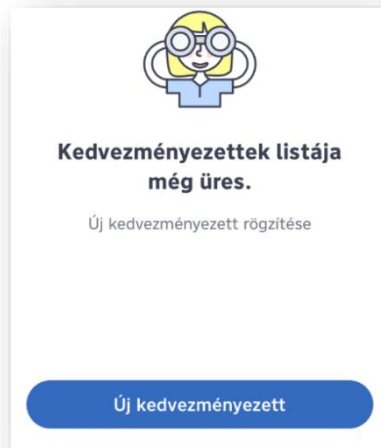 Kedvezményezettek listája
még üres.
Új kedvezményezett rögzítése
Új kedvezményezett